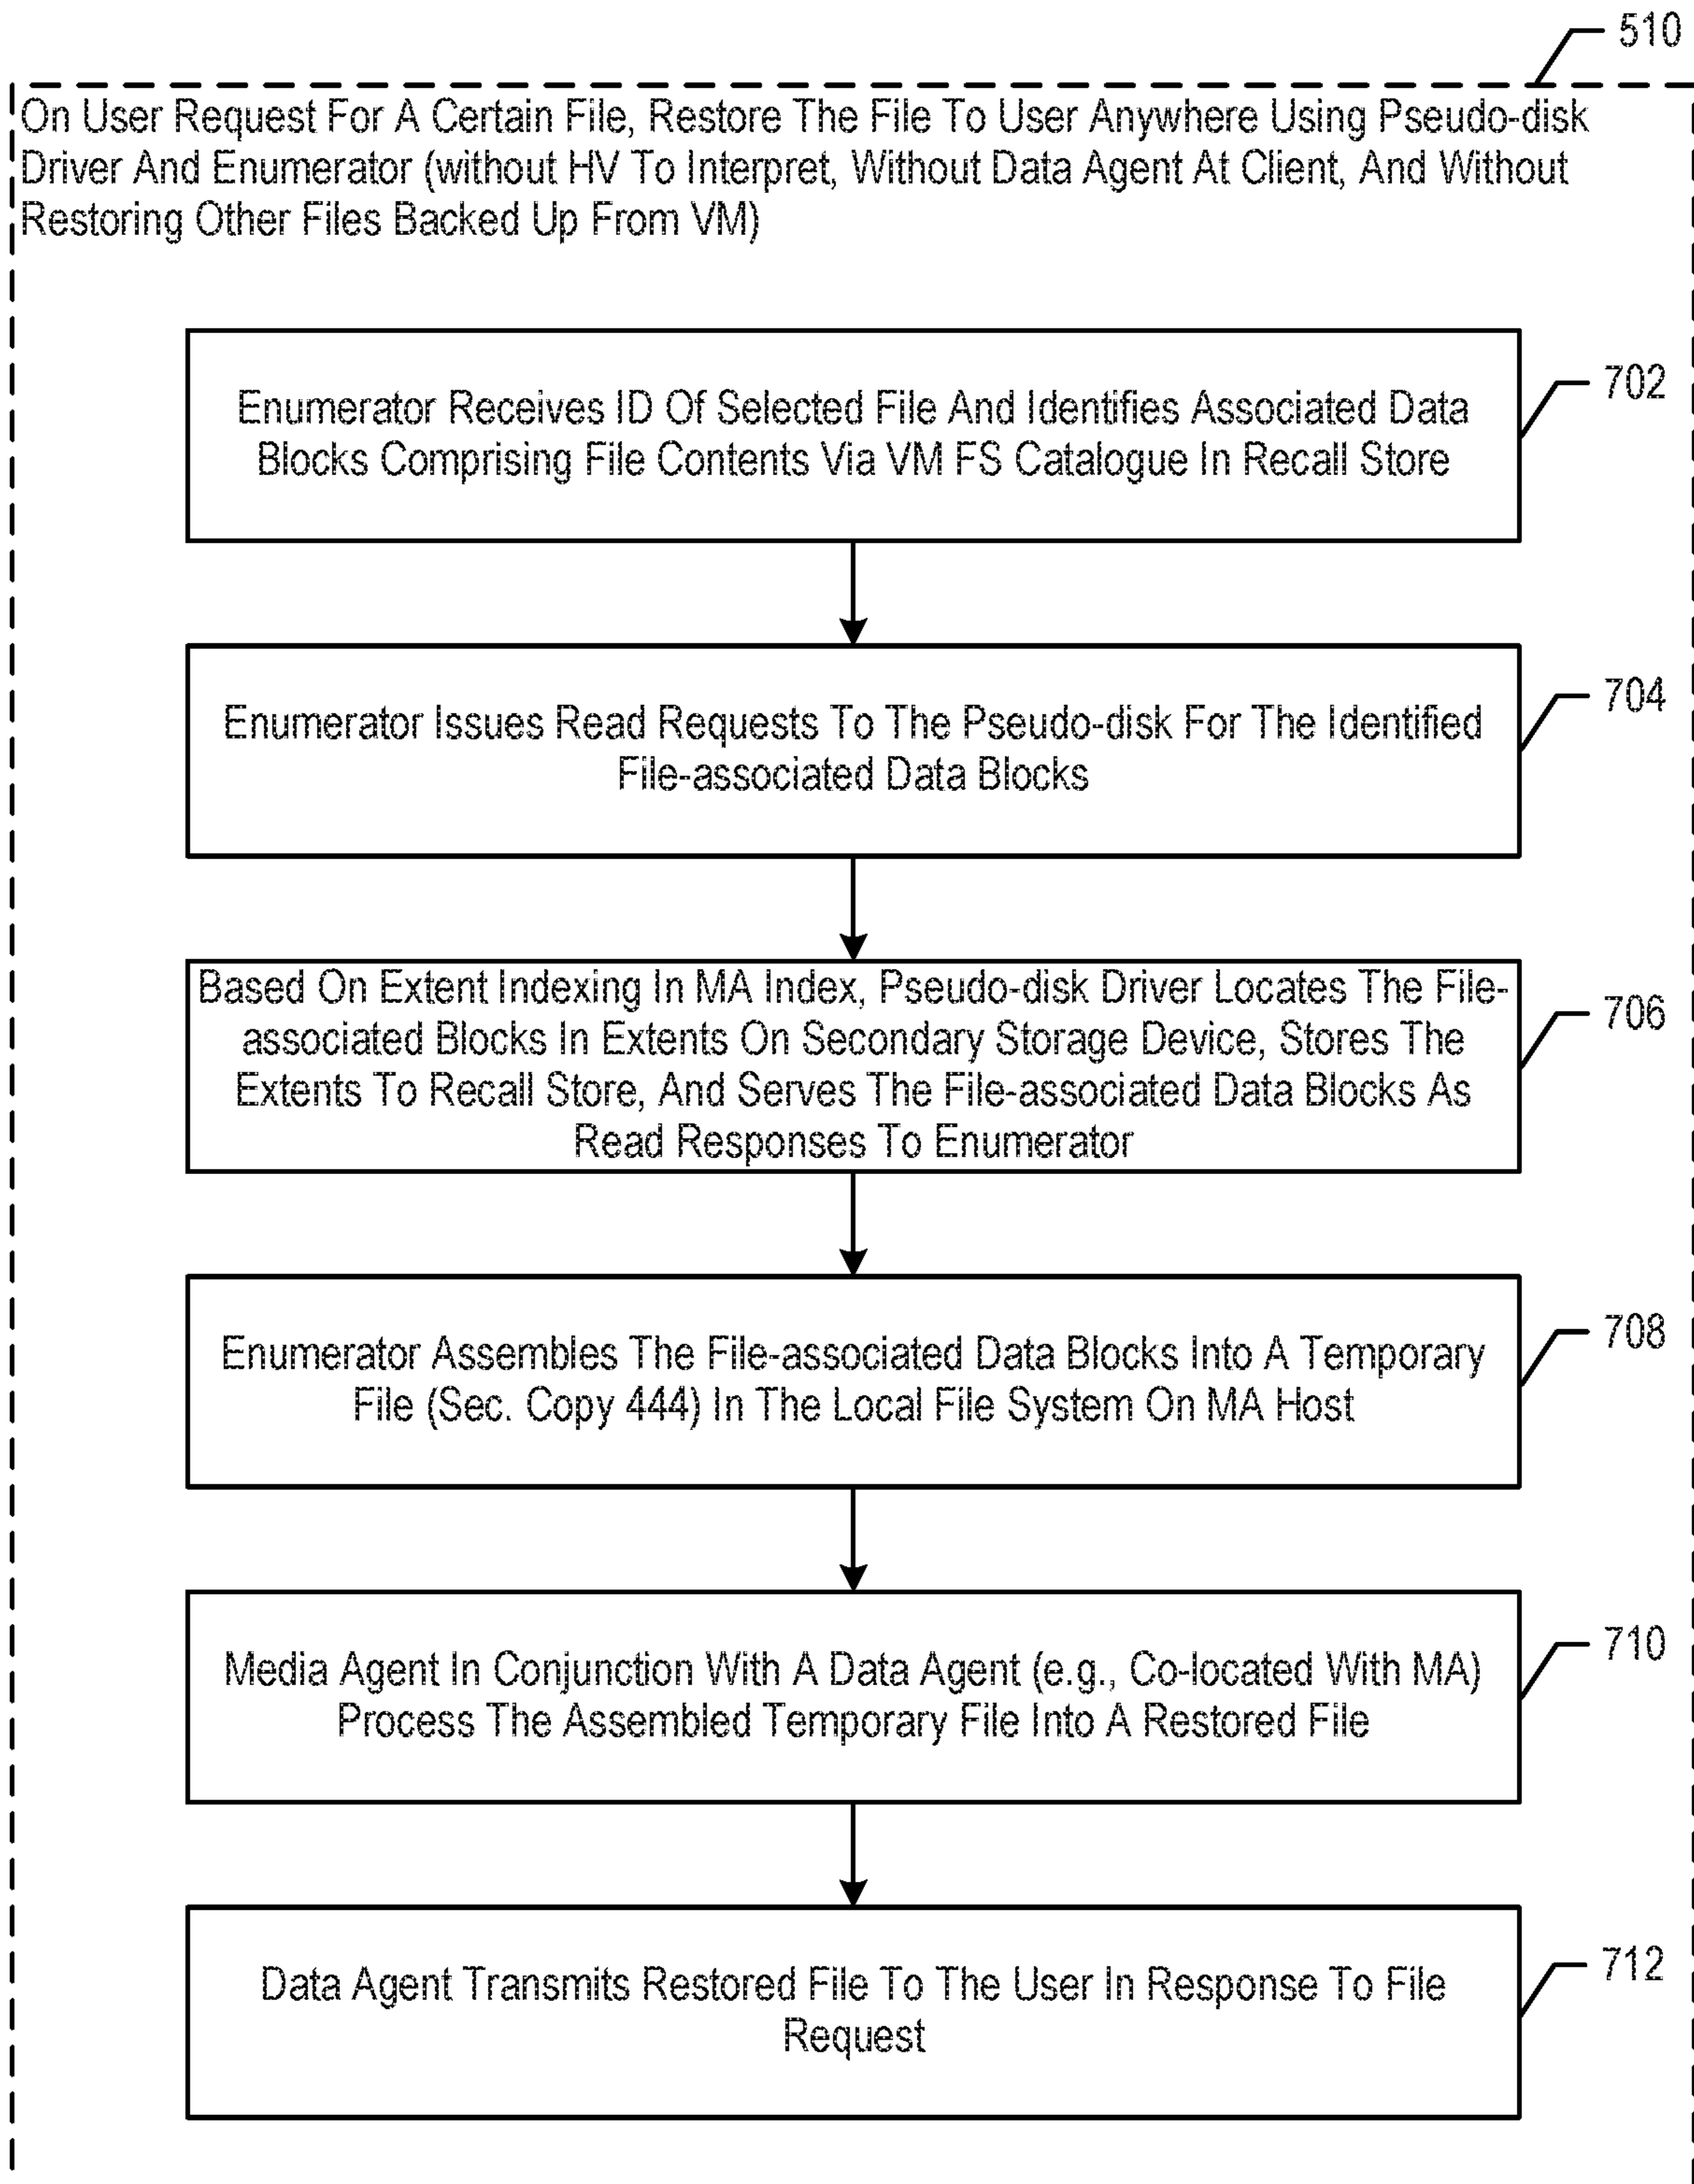 510
On User Request For A Certain File, Restore The File To User Anywhere Using Pseudo-disk
Driver And Enumerator (without HV To Interpret, Without Data Agent At Client, And Without
Restoring Other Files Backed Up From VM)
702
Enumerator Receives ID Of Selected File And Identifies Associated Data
Blocks Comprising File Contents Via VM FS Catalogue In Recall Store
704
Enumerator Issues Read Requests To The Pseudo-disk For The Identified
File-associated Data Blocks
706
Based On Extent Indexing In MA Index, Pseudo-disk Driver Locates The File-
associated Blocks In Extents On Secondary Storage Device, Stores The
Extents To Recall Store, And Serves The File-associated Data Blocks As
Read Responses To Enumerator
708
Enumerator Assembles The File-associated Data Blocks Into A Temporary
File (Sec. Copy 444) In The Local File System On MA Host
710
Media Agent In Conjunction With A Data Agent (e.g., Co-located With MA)
Process The Assembled Temporary File Into A Restored File
712
Data Agent Transmits Restored File To The User In Response To File
Request